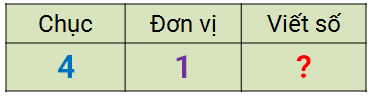 Chục Đơn vị Viết số
4 1 ?